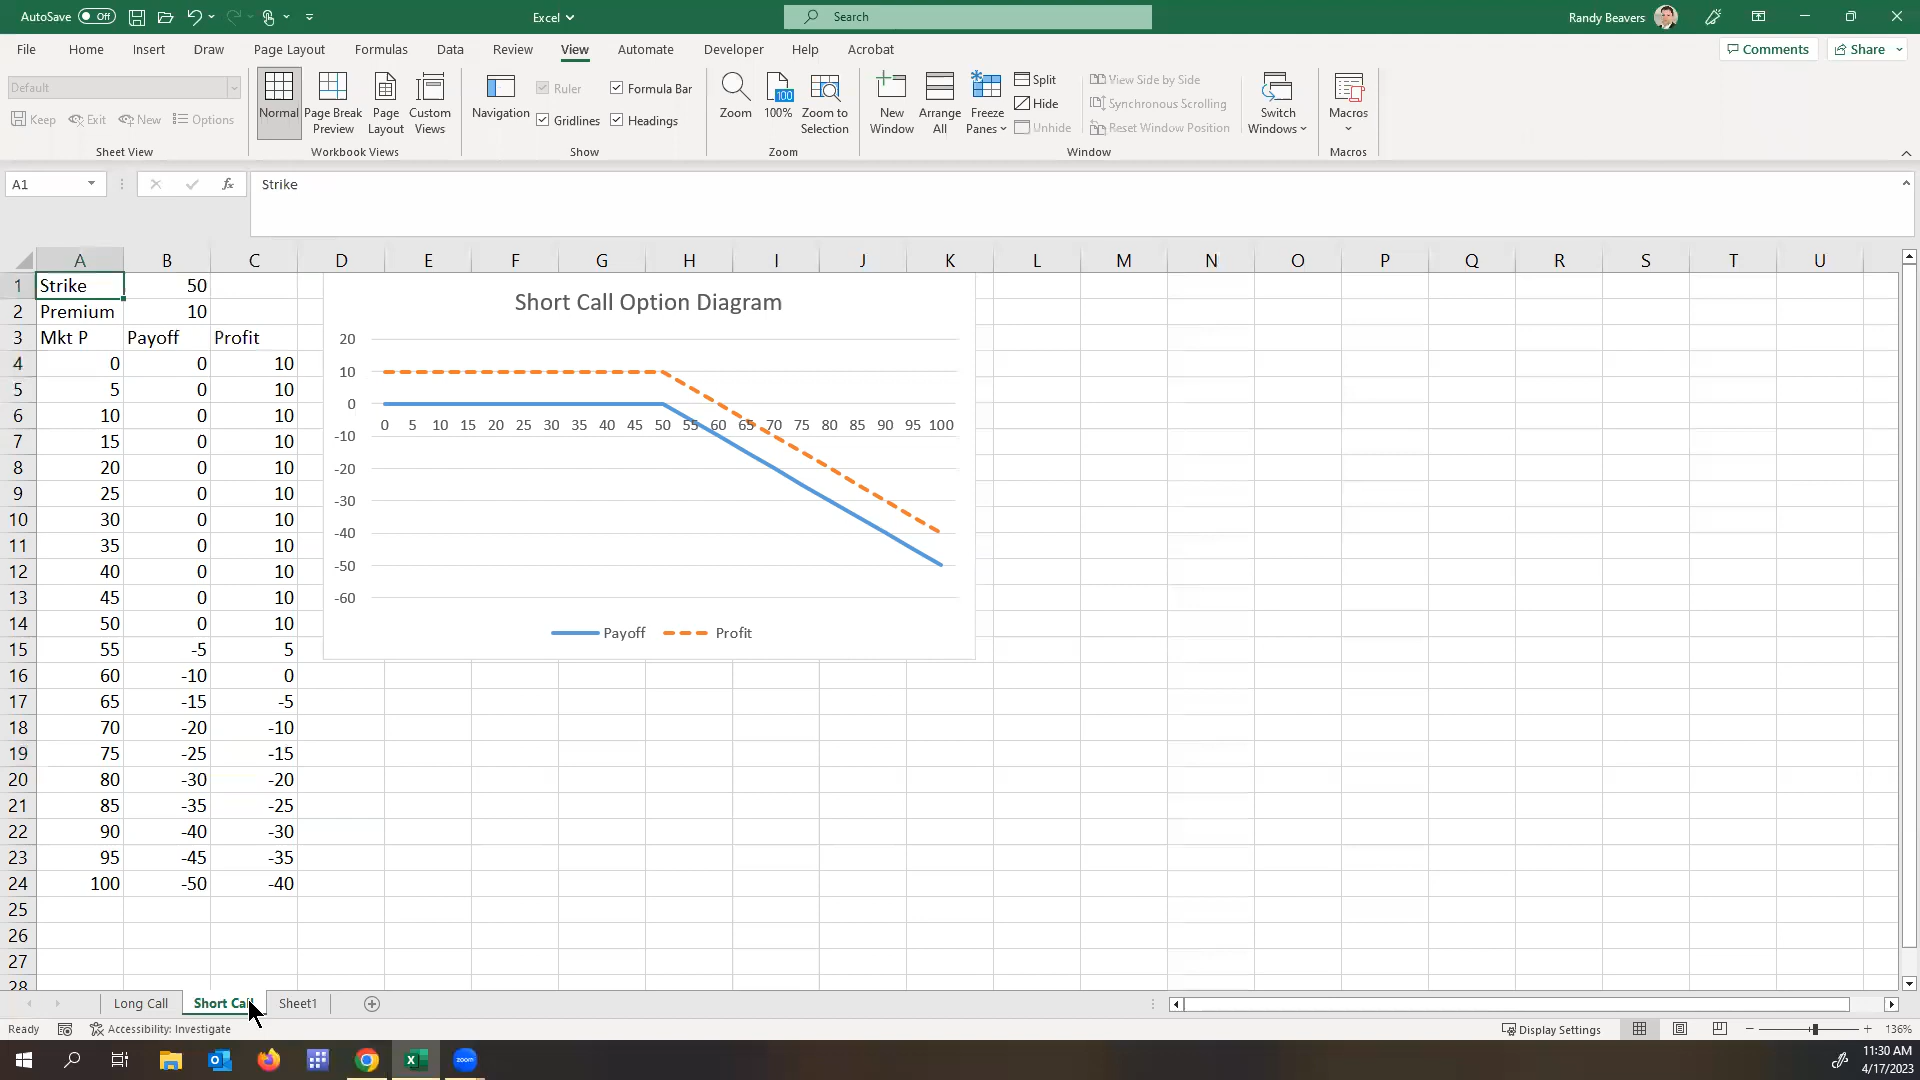 AutoSave Off
Excel
Search
Randy Beavers
File Home Insert Draw Page Layout Formulas Data Review View Automate Developer Help Acrobat
Comments Share
Default
Keep Exit New Options
Sheet View
Normal
Page Break Preview
Page Layout
Custom Views
Workbook Views
Navigation
Ruler
Formula Bar
Gridlines
Headings
Show
Zoom
100
100%
Zoom to Selection
Zoom
New Window
Arrange All
Freeze Panes
Split
Hide
Unhide
View Side by Side
Synchronous Scrolling
Reset Window Position
Window
Switch Windows
Macros
Macros
A1
fx
Strike
A B C D E F G H I J K L M N O P Q R S T U
1 Strike 50
2 Premium 10
3 Mkt P Payoff Profit
4 0 0 10
5 5 0 10
6 10 0 10
7 15 0 10
8 20 0 10
9 25 0 10
10 30 0 10
11 35 0 10
12 40 0 10
13 45 0 10
14 50 0 10
15 55 -5 5
16 60 -10 0
17 65 -15 -5
18 70 -20 -10
19 75 -25 -15
20 80 -30 -20
21 85 -35 -25
22 90 -40 -30
23 95 -45 -35
24 100 -50 -40
25
26
27
28
Short Call Option Diagram
20
10
0
0 5 10 15 20 25 30 35 40 45 50 55 60 65 70 75 80 85 90 95 100
-10
-20
-30
-40
-50
-60
Payoff Profit
Long Call Short Call Sheet1
Ready
Accessibility: Investigate
Display Settings
136%
zoom
11:30 AM
4/17/2023